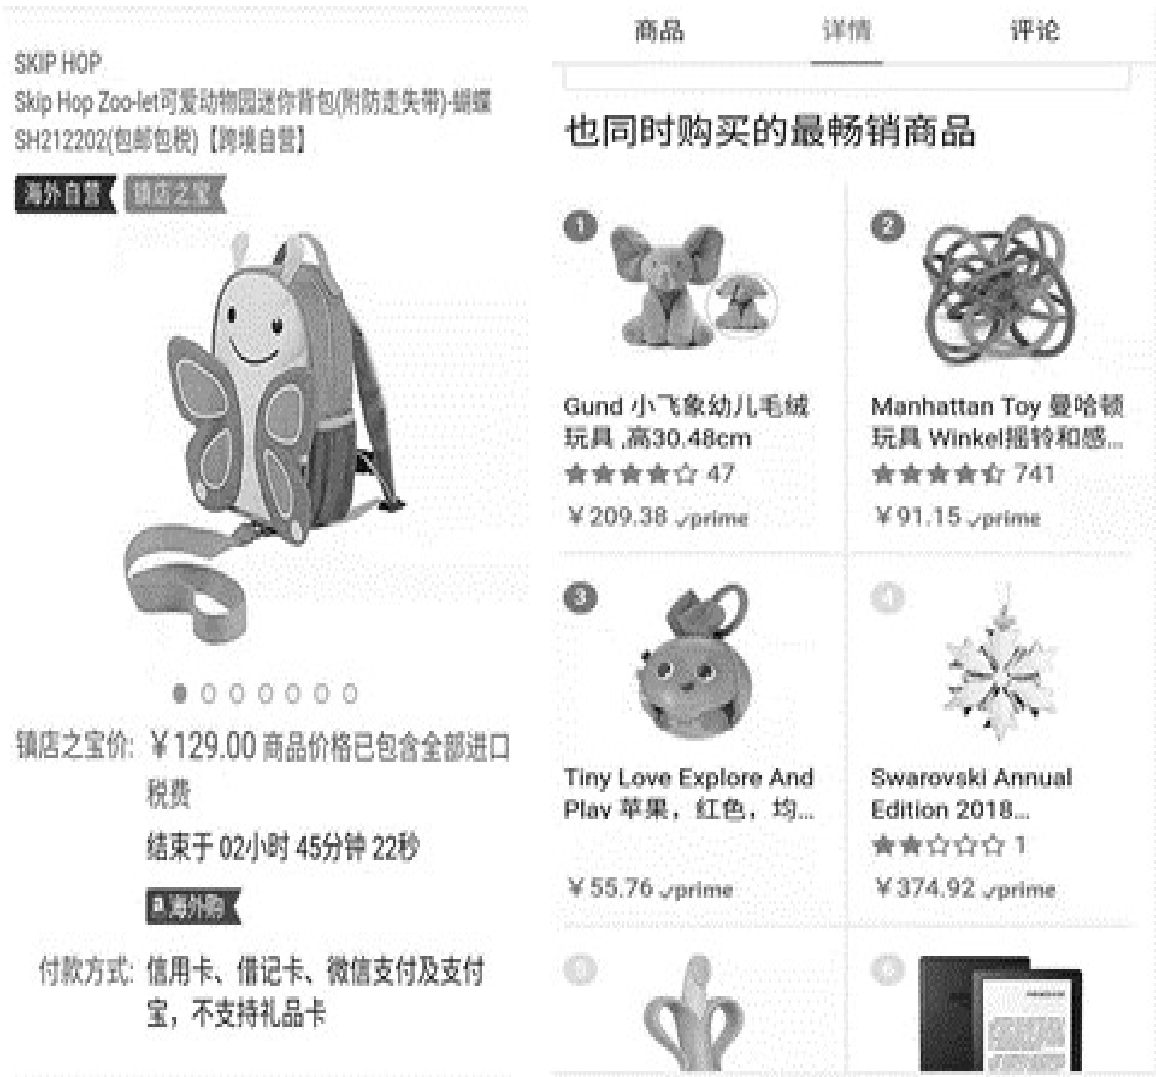 SKIP HOP
Skip Hop Zoo-let可爱动物园迷你背包(附防走失带)-蝴蝶
SH212202(包邮包税)【跨境自营】
海外自营 镇店之宝
镇店之宝价: ￥129.00 商品价格已包含全部进口
税费
结束于 02小时 45分钟 22秒
海外购
付款方式: 信用卡、借记卡、微信支付及支付
宝，不支持礼品卡
商品 详情 评论
也同时购买的最畅销商品
1
Gund 小飞象幼儿毛绒
玩具 ,高30.48cm
47
￥209.38 prime
2
Manhattan Toy 曼哈顿
玩具 Winkel摇铃和感...
741
￥91.15 prime
3
Tiny Love Explore And
Play 苹果，红色，均...
￥55.76 prime
4
Swarovski Annual
Edition 2018...
1
￥374.92 prime
5
6